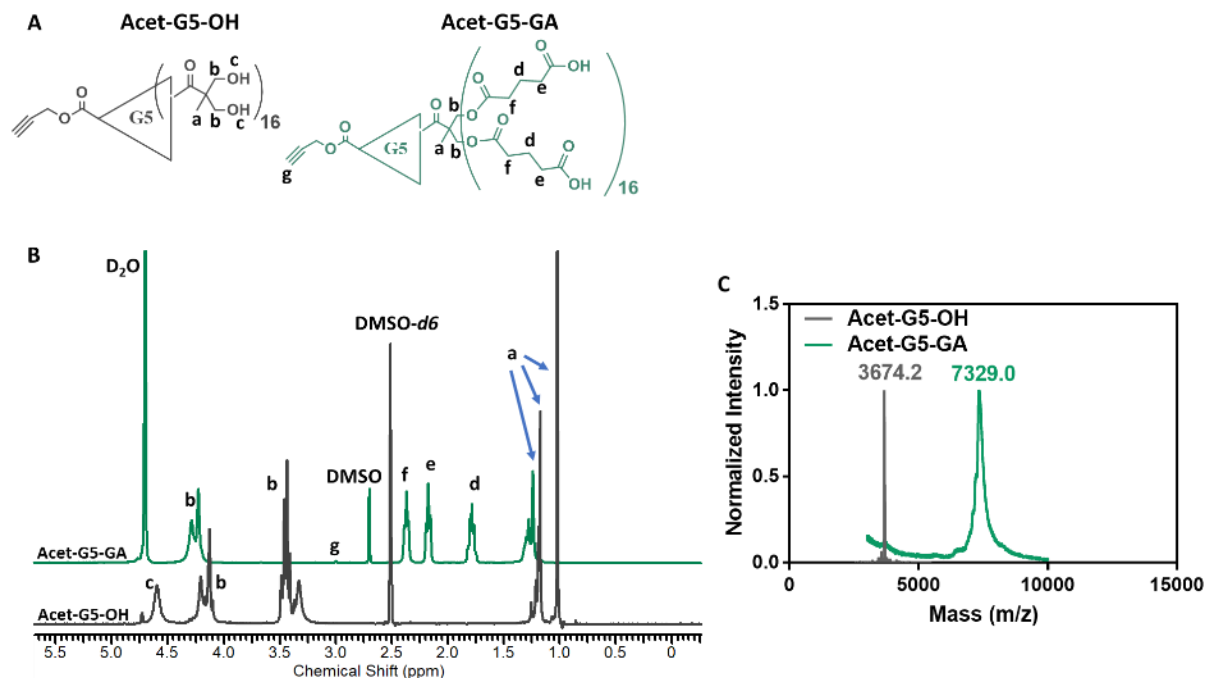 A
Acet-G5-OH
Acet-G5-GA
O
b
c
OH
G5
O
O
a
b
OH
c
16
g
O
O
G5
O
a
b
b
O
O
O
O
f
d
e
O
OH
f
d
e
O
OH
16
B
D₂O
DMSO-d6
a
b
b
DMSO
f
e
d
g
Acet-G5-GA
c
b
Acet-G5-OH
5.5 5.0 4.5 4.0 3.5 3.0 2.5 2.0 1.5 1.0 0.5 0
Chemical Shift (ppm)
C
Acet-G5-OH
Acet-G5-GA
3674.2 7329.0
Normalized Intensity
1.5
1.0
0.5
0.0
0 5000 10000 15000
Mass (m/z)